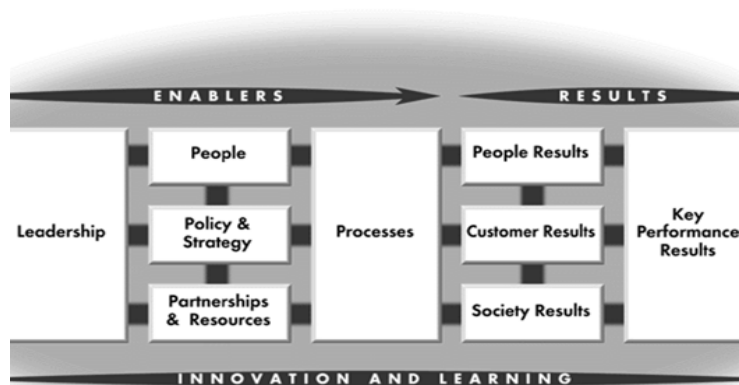 ENABLERS
RESULTS
Leadership
People
Policy &
Strategy
Partnerships
& Resources
Processes
People Results
Customer Results
Society Results
Key
Performance
Results
INNOVATION AND LEARNING